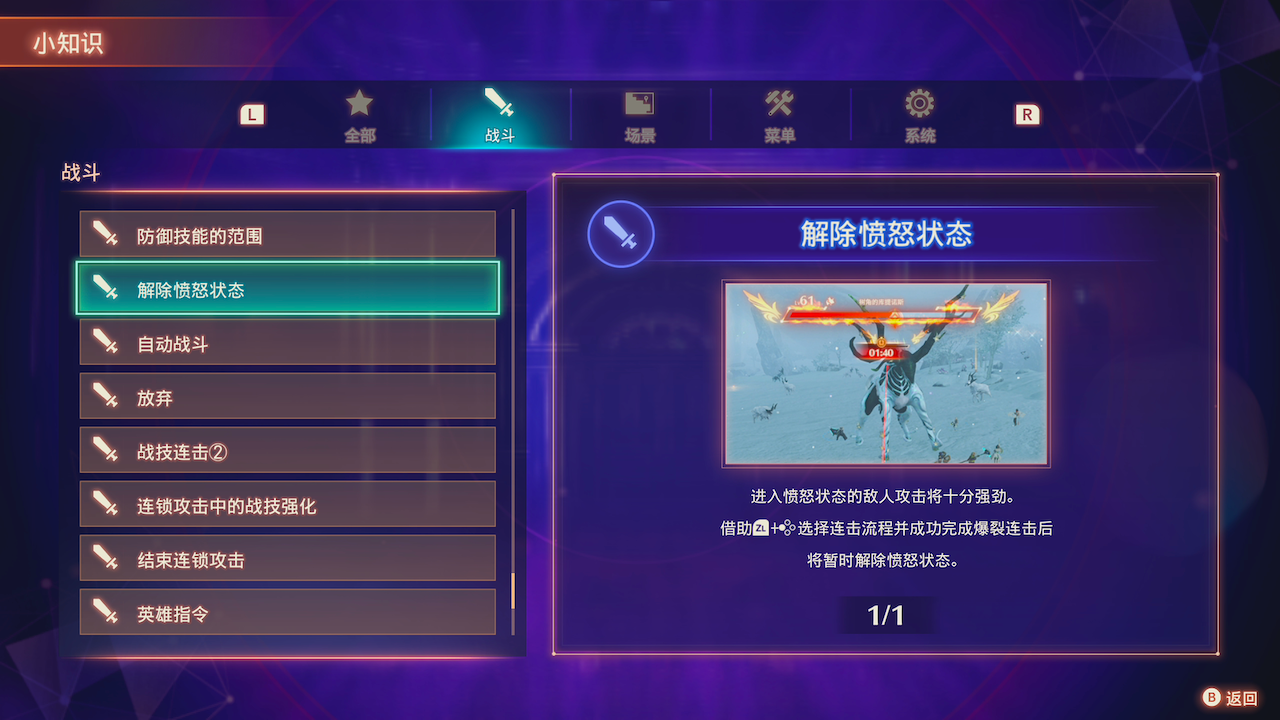 小知识
L
全部
战斗
场景
菜单
系统
R
战斗
防御技能的范围
解除愤怒状态
自动战斗
放弃
战技连击②
连锁攻击中的战技强化
结束连锁攻击
英雄指令
解除愤怒状态
61
01:40
进入愤怒状态的敌人攻击将十分强劲。
借助ZL+选择连击流程并成功完成爆裂连击后
将暂时解除愤怒状态。
1/1
B 返回